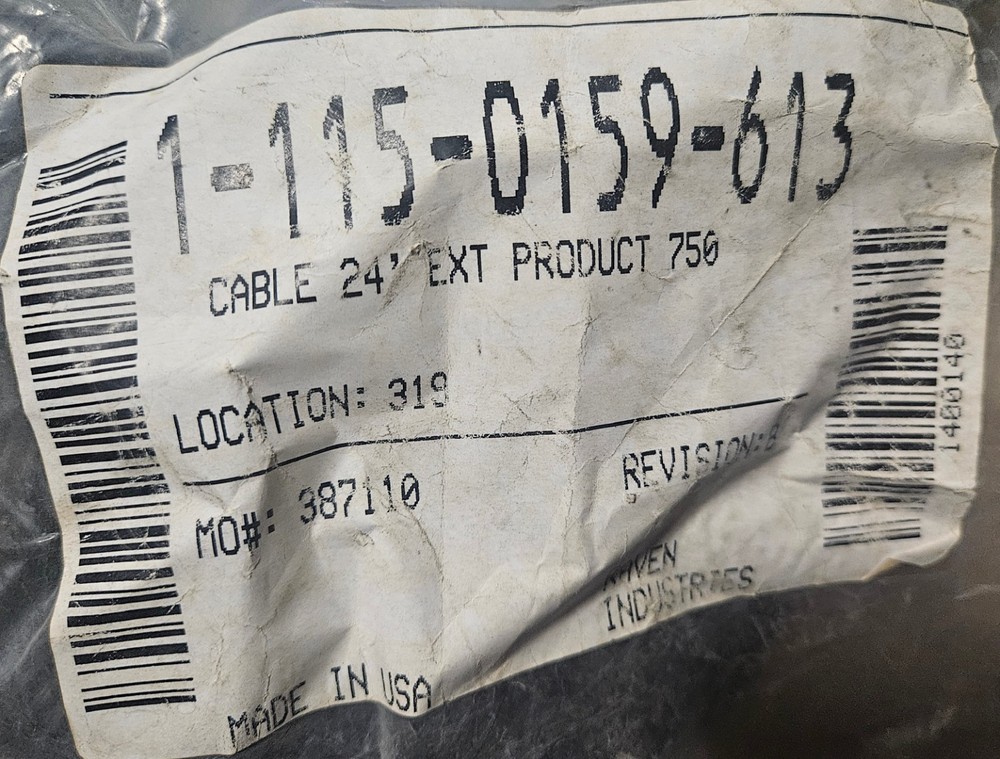 1-115-0159-613
CABLE 24' EXT PRODUCT 750
LOCATION: 319
MO#: 387110
REVISION:
RAVEN
INDUSTRIES
MADE IN USA
1400140